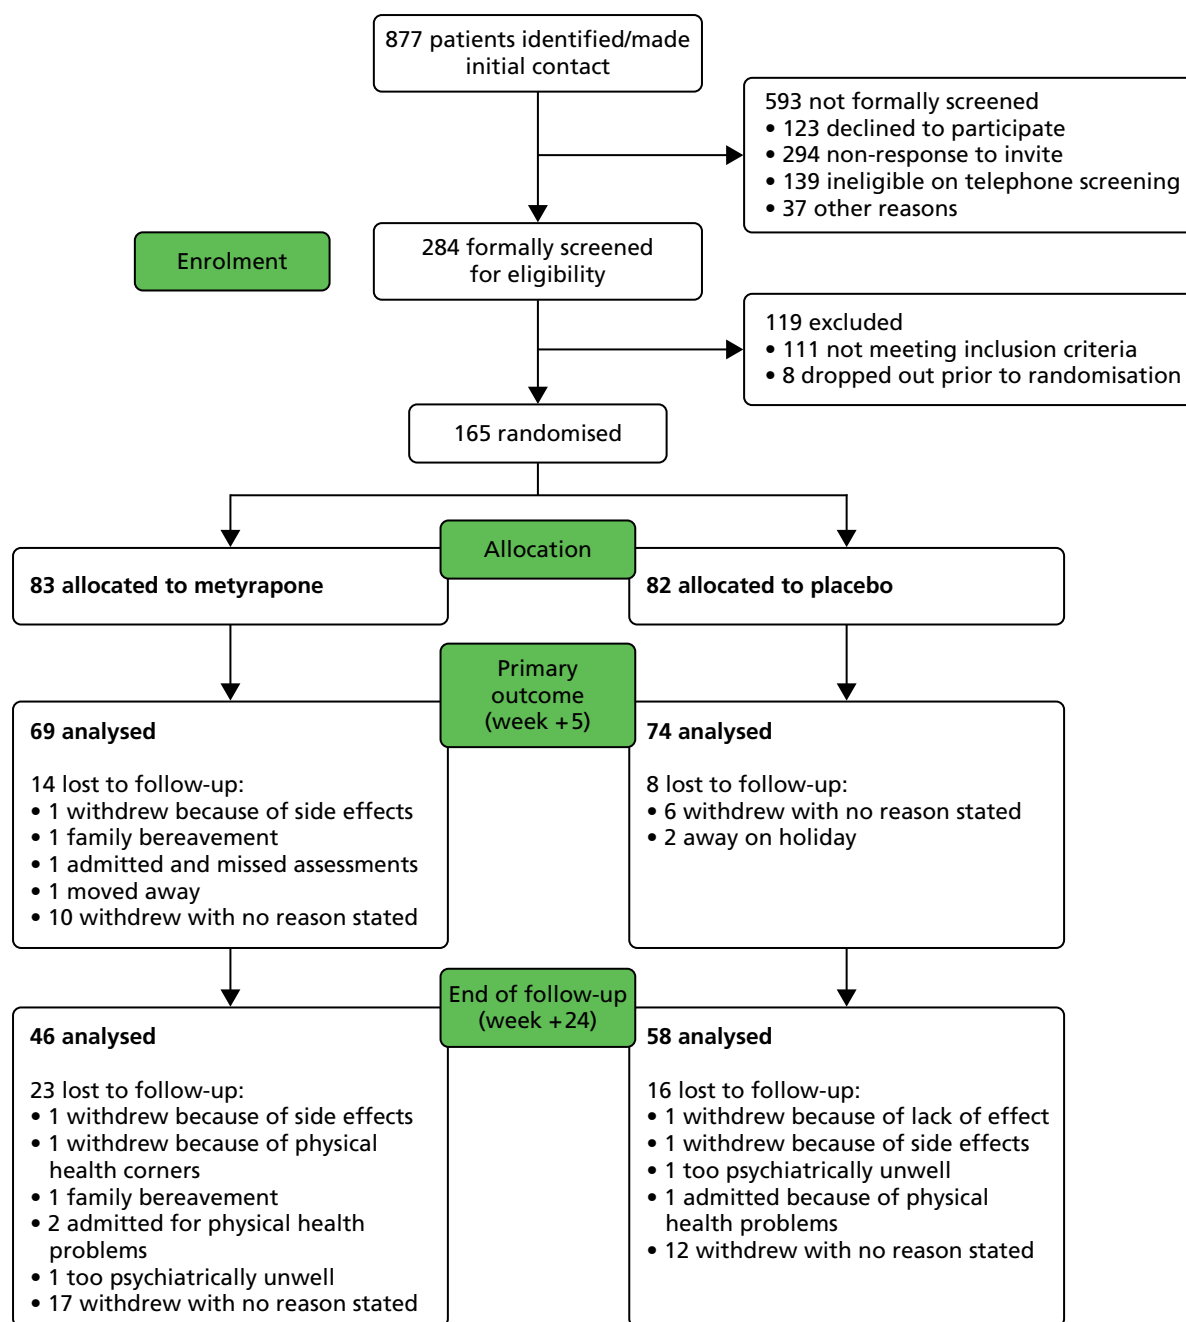 877 patients identified/made
initial contact
593 not formally screened
• 123 declined to participate
• 294 non-response to invite
• 139 ineligible on telephone screening
• 37 other reasons
Enrolment
284 formally screened
for eligibility
119 excluded
• 111 not meeting inclusion criteria
• 8 dropped out prior to randomisation
165 randomised
Allocation
83 allocated to metyrapone
82 allocated to placebo
Primary
outcome
(week +5)
69 analysed
14 lost to follow-up:
• 1 withdrew because of side effects
• 1 family bereavement
• 1 admitted and missed assessments
• 1 moved away
• 10 withdrew with no reason stated
74 analysed
8 lost to follow-up:
• 6 withdrew with no reason stated
• 2 away on holiday
End of follow-up
(week +24)
46 analysed
23 lost to follow-up:
• 1 withdrew because of side effects
• 1 withdrew because of physical
health corners
• 1 family bereavement
• 2 admitted for physical health
problems
• 1 too psychiatrically unwell
• 17 withdrew with no reason stated
58 analysed
16 lost to follow-up:
• 1 withdrew because of lack of effect
• 1 withdrew because of side effects
• 1 too psychiatrically unwell
• 1 admitted because of physical
health problems
• 12 withdrew with no reason stated